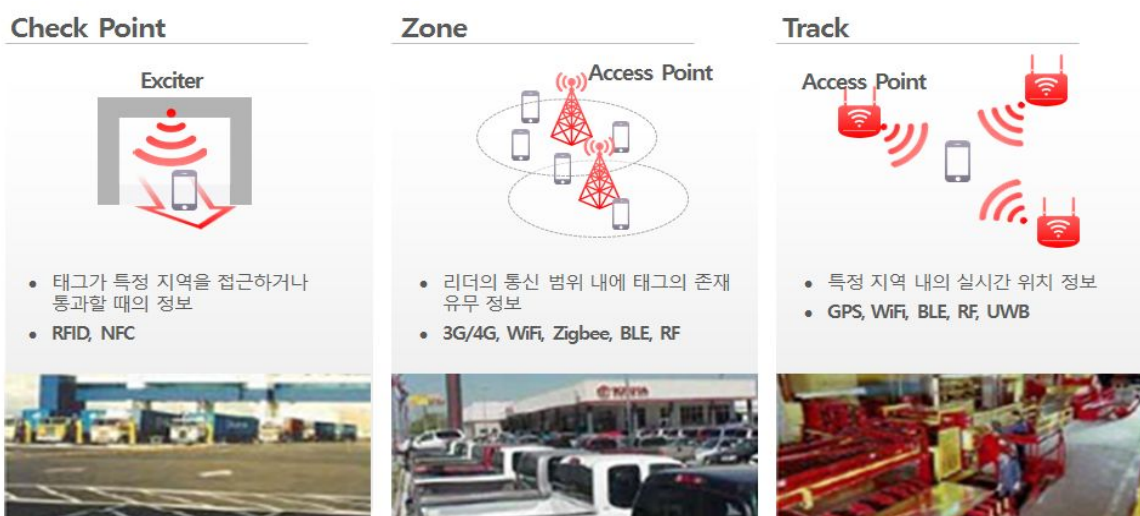 Check Point
Exciter
태그가 특정 지역을 접근하거나
통과할 때의 정보
RFID, NFC
Zone
Access Point
리더의 통신 범위 내에 태그의 존재
유무 정보
3G/4G, WiFi, Zigbee, BLE, RF
Track
Access Point
특정 지역 내의 실시간 위치 정보
GPS, WiFi, BLE, RF, UWB